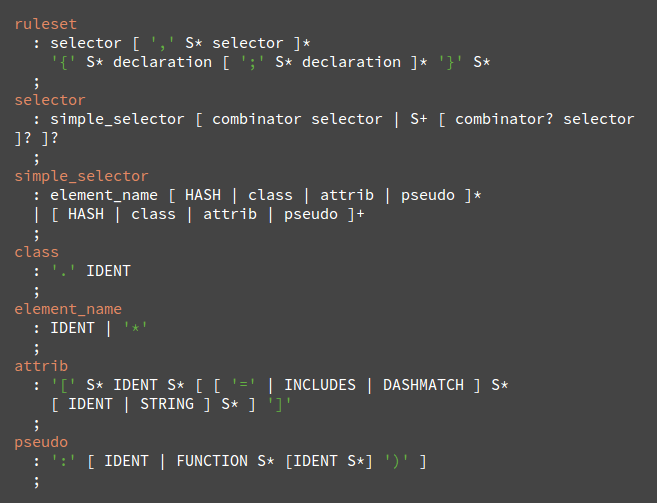 ruleset
  : selector [ ',' S* selector ]*
    '{' S* declaration [ ';' S* declaration ]* '}' S*
  ;
selector
  : simple_selector [ combinator selector | S+ [ combinator? selector
]? ]?
  ;
simple_selector
  : element_name [ HASH | class | attrib | pseudo ]*
  | [ HASH | class | attrib | pseudo ]+
  ;
class
  : '.' IDENT
  ;
element_name
  : IDENT | '*'
  ;
attrib
  : '[' S* IDENT S* [ [ '=' | INCLUDES | DASHMATCH ] S*
    [ IDENT | STRING ] S* ] ']'
  ;
pseudo
  : ':' [ IDENT | FUNCTION S* [IDENT S*] ')' ]
  ;